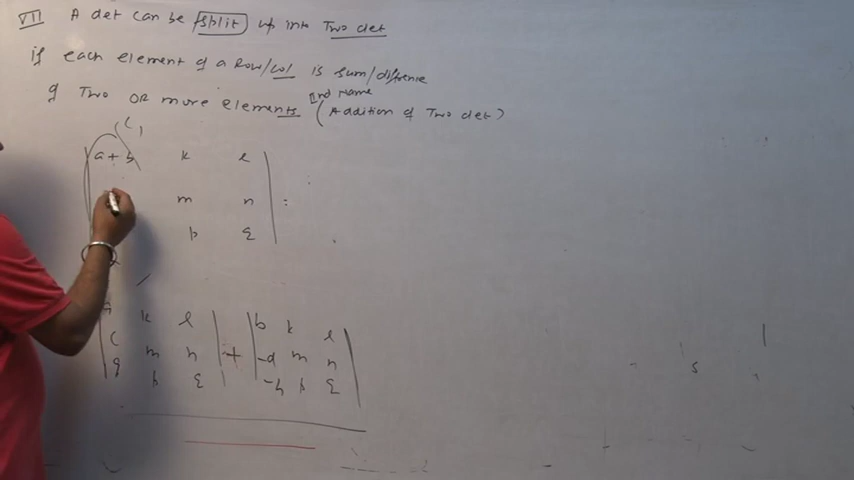 VII A det can be split up into Two det
if each element of a Row/col is sum/difference
IInd name
of Two OR more elements (Addition of Two det)
a + b k l
m n =
p q
k l b k l
c m n + -d m n
g p q -h p q